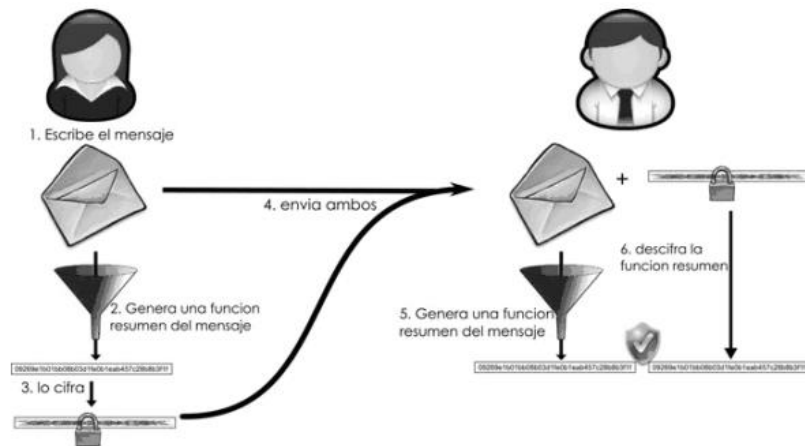 1. Escribe el mensaje
4. envia ambos
2. Genera una funcion
resumen del mensaje
3. lo cifra
+
6. descifra la
funcion resumen
5. Genera una funcion
resumen del mensaje